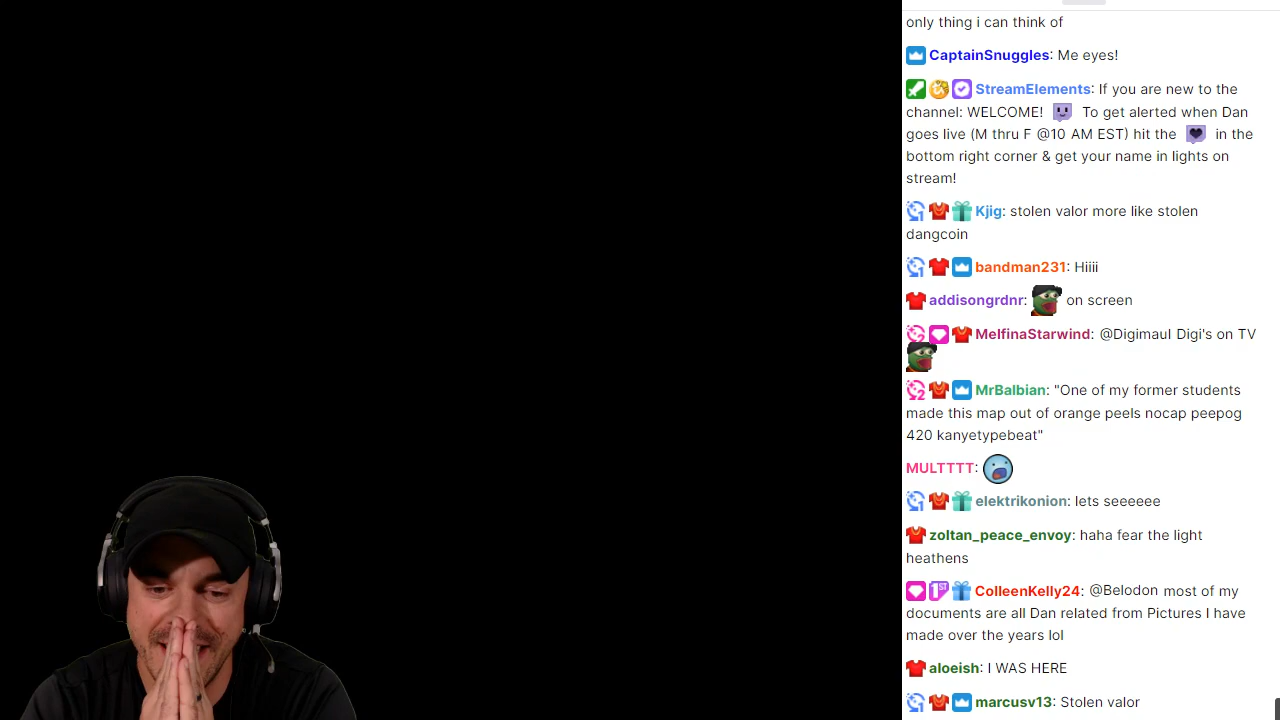 only thing i can think of
CaptainSnuggles: Me eyes!
StreamElements: If you are new to the
channel: WELCOME! To get alerted when Dan
goes live (M thru F @10 AM EST) hit the in the
bottom right corner & get your name in lights on
stream!
Kjig: stolen valor more like stolen
dangcoin
bandman231: Hiiii
addisongrdnr: on screen
MelfinaStarwind: @Digimaul Digi's on TV
MrBalbian: "One of my former students
made this map out of orange peels nocap peepog
420 kanyetypebeat"
MULTTTT:
elektrikonion: lets seeeeee
zoltan_peace_envoy: haha fear the light
heathens
1ST ColleenKelly24: @Belodon most of my
documents are all Dan related from Pictures I have
made over the years lol
aloeish: I WAS HERE
marcusv13: Stolen valor